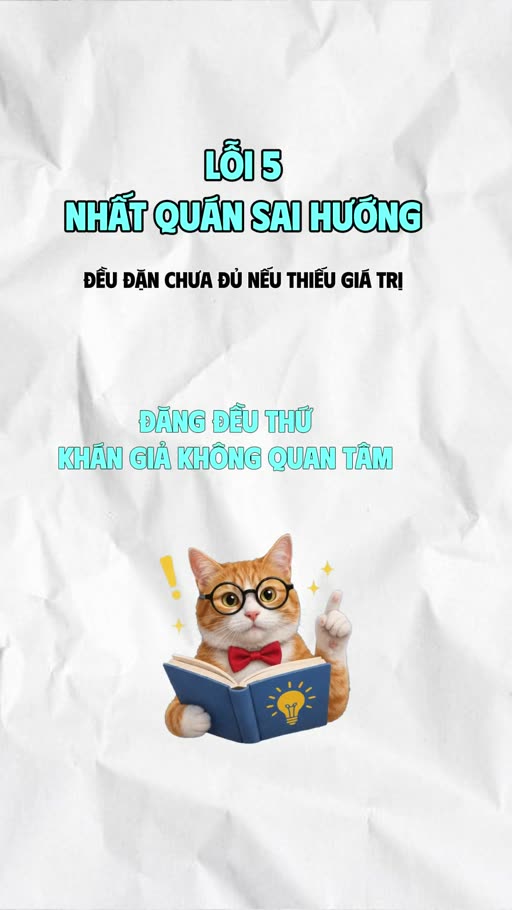 LỖI 5
NHẤT QUÁN SAI HƯỚNG
ĐỀU ĐẶN CHƯA ĐỦ NẾU THIẾU GIÁ TRỊ
ĐĂNG ĐỀU THỨ
KHÁN GIẢ KHÔNG QUAN TÂM